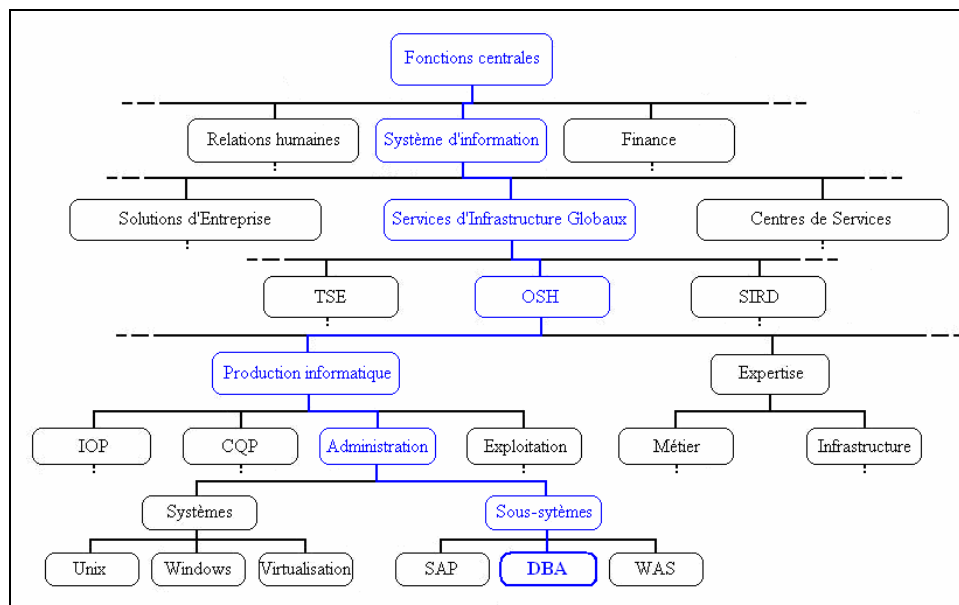 Fonctions centrales
Relations humaines
Système d'information
Finance
Solutions d'Entreprise
Services d'Infrastructure Globaux
Centres de Services
TSE
OSH
SIRD
Production informatique
Expertise
IOP
CQP
Administration
Exploitation
Métier
Infrastructure
Systèmes
Sous-sytèmes
Unix
Windows
Virtualisation
SAP
DBA
WAS